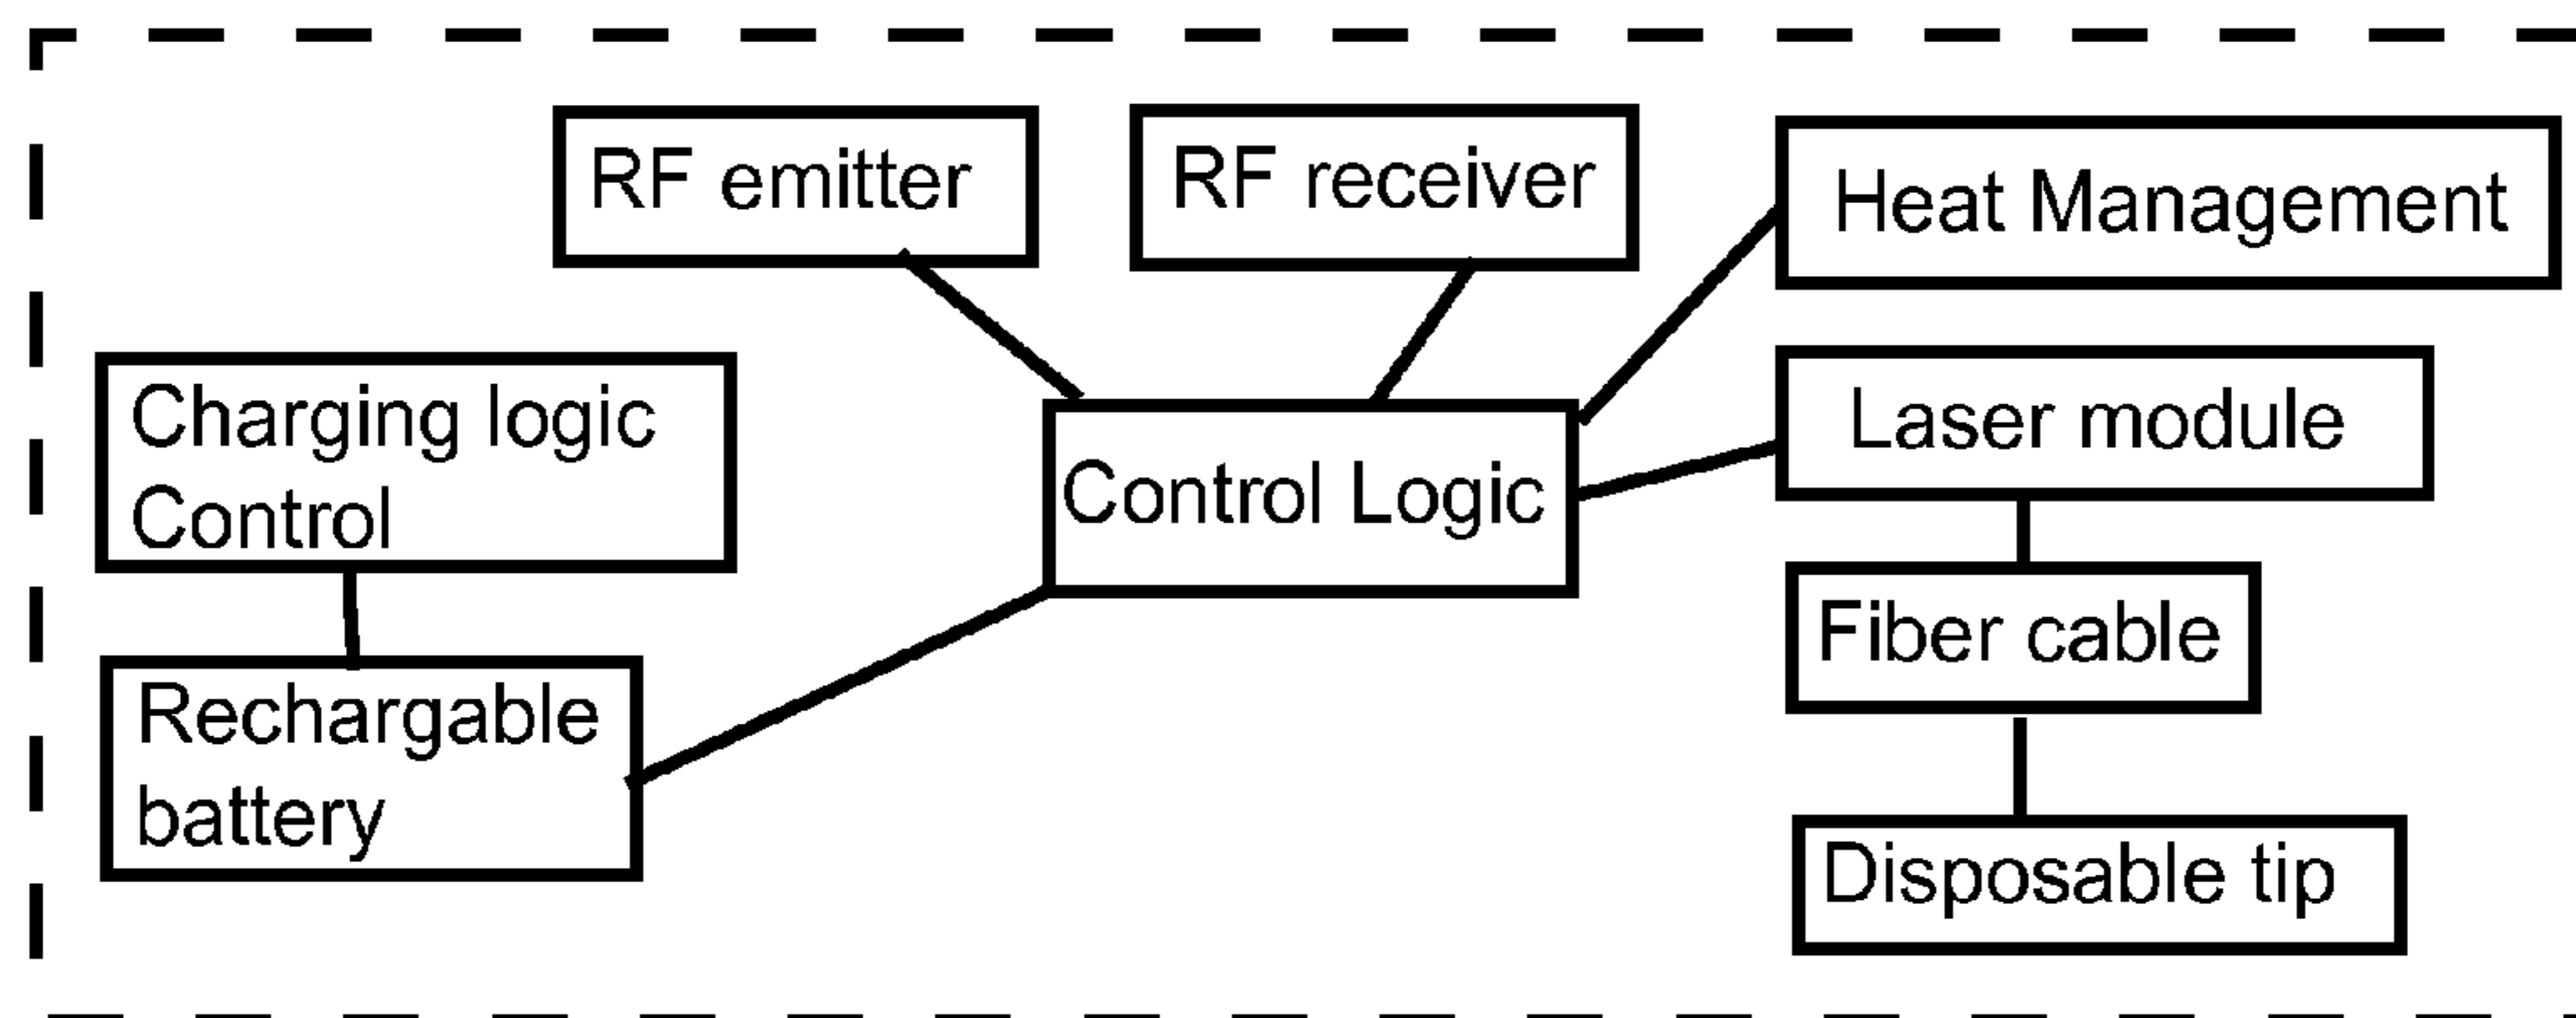 RF emitter
RF receiver
Heat Management
Charging logic
Control
Control Logic
Laser module
Rechargable
battery
Fiber cable
Disposable tip